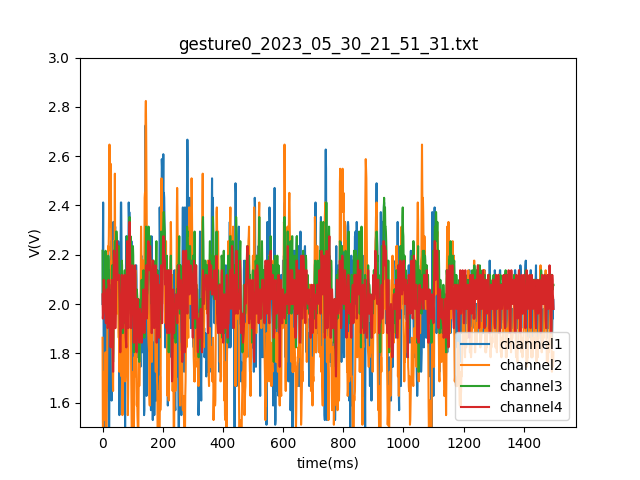 gesture0_2023_05_30_21_51_31.txt
V(V)
3.0
2.8
2.6
2.4
2.2
2.0
1.8
1.6
channel1
channel2
channel3
channel4
0 200 400 600 800 1000 1200 1400
time(ms)